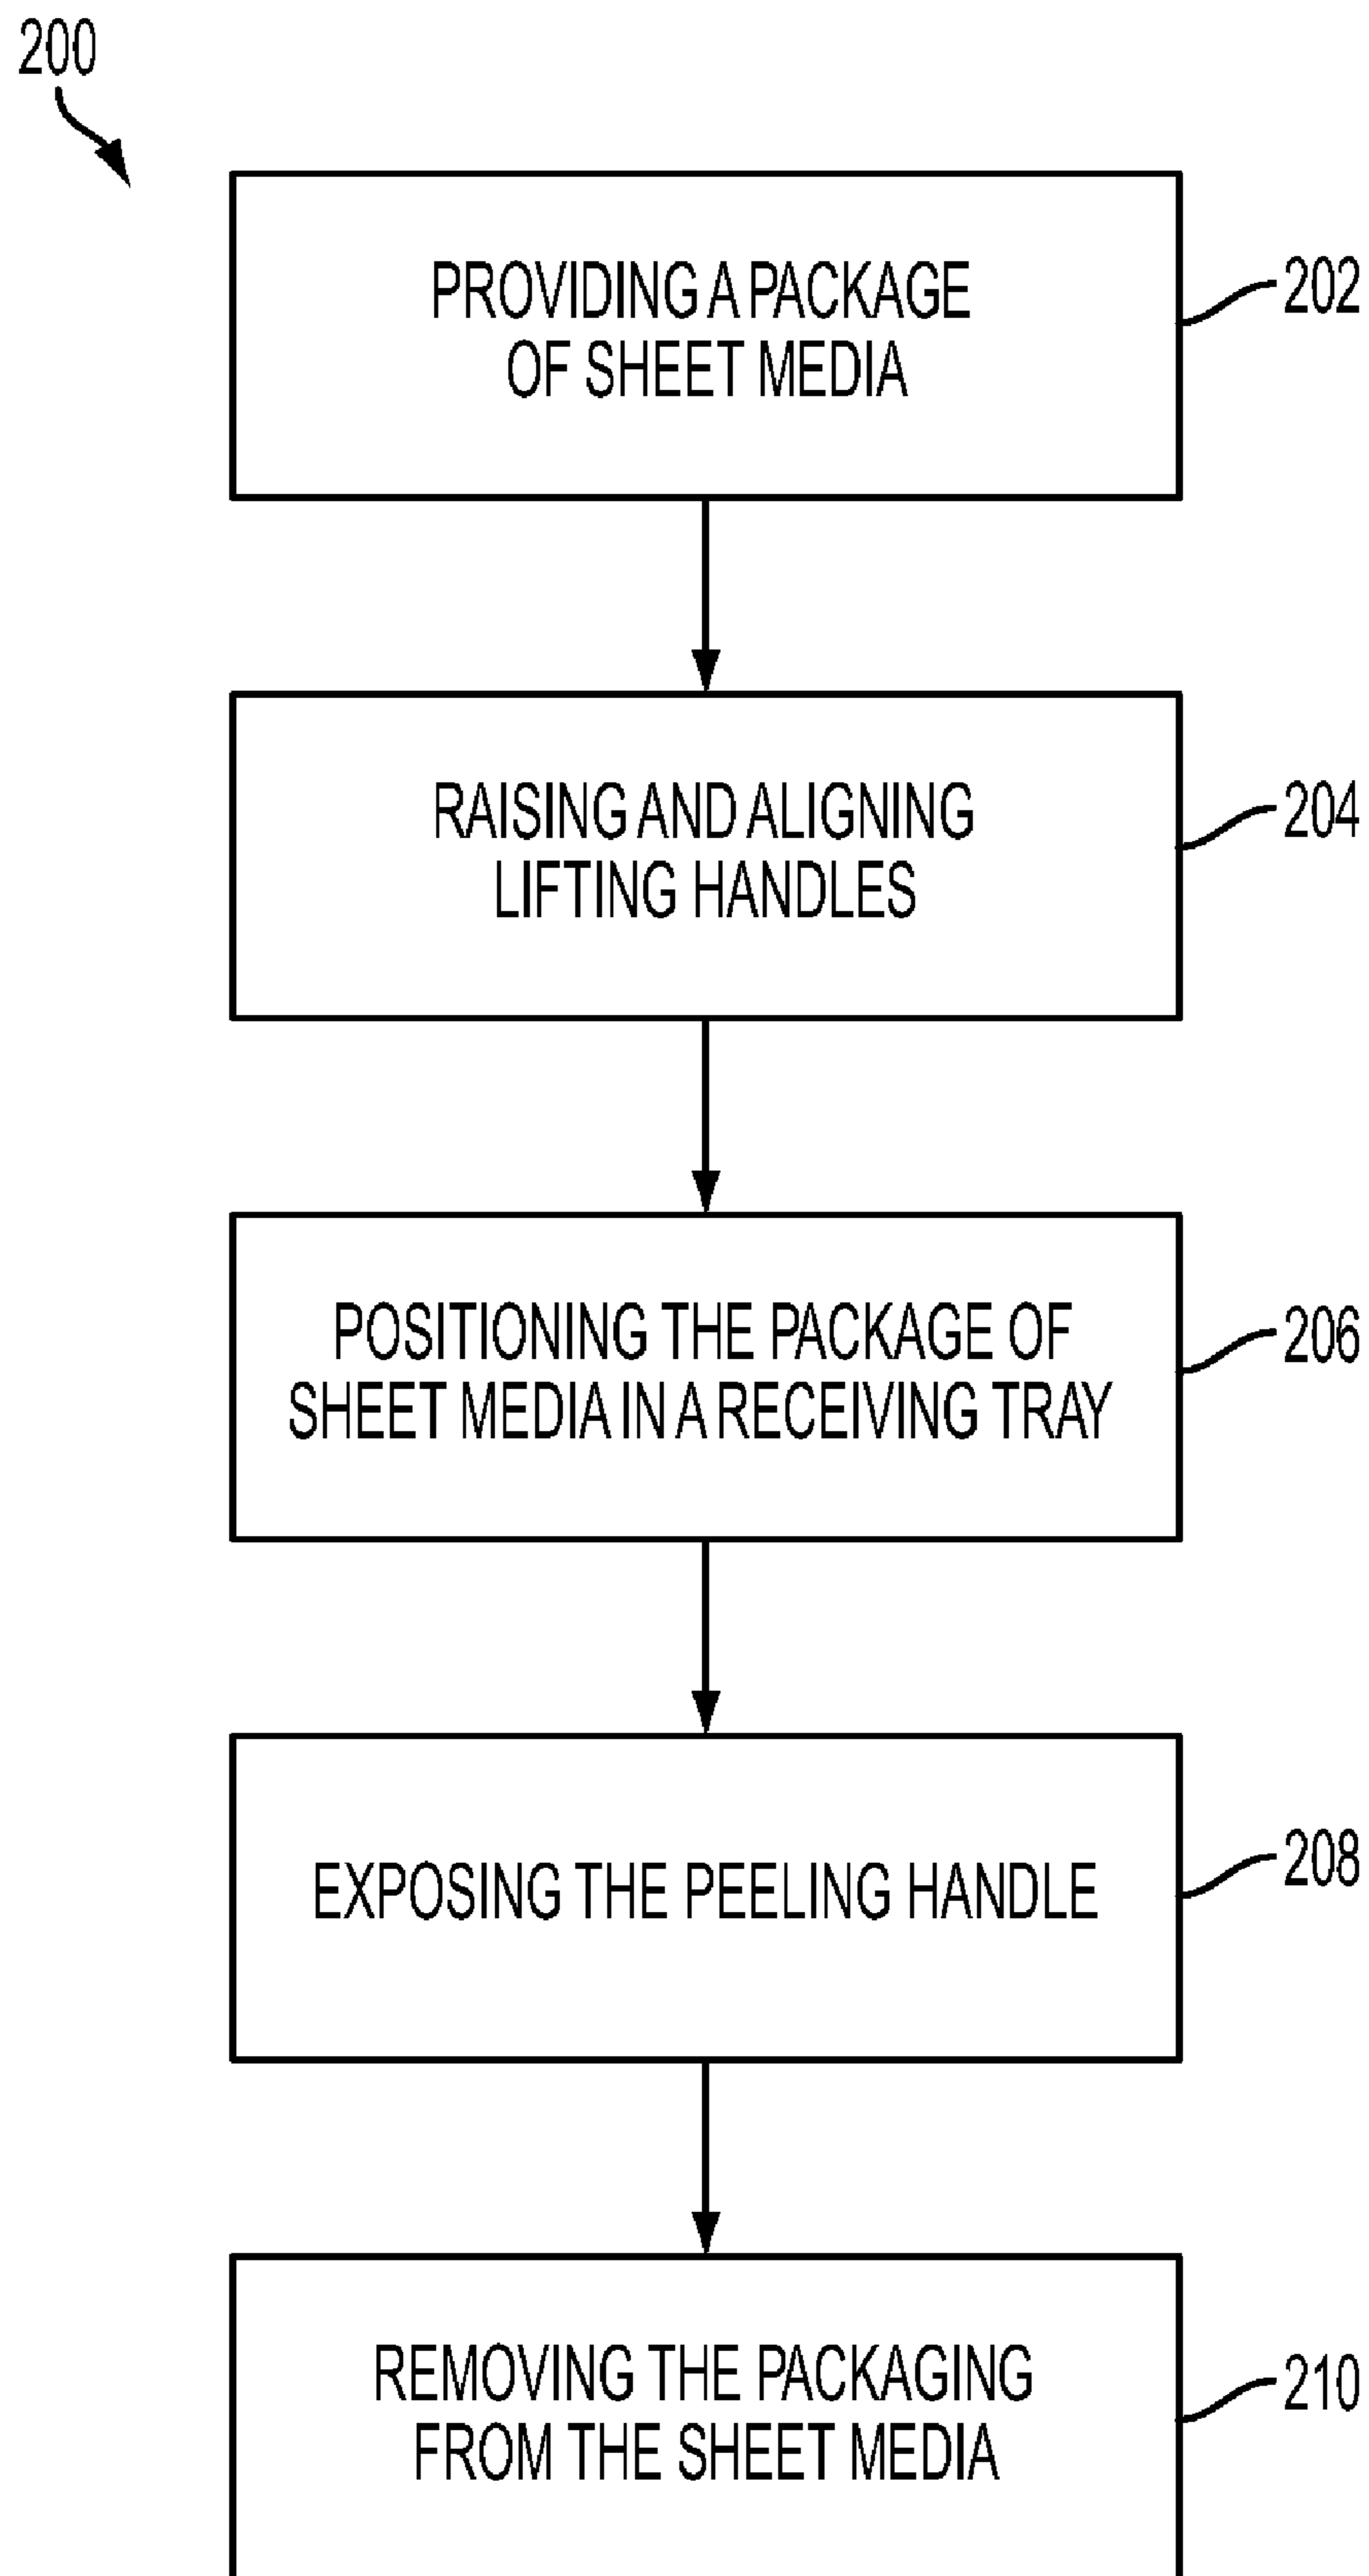 200
PROVIDING A PACKAGE
OF SHEET MEDIA
202
RAISING AND ALIGNING
LIFTING HANDLES
204
POSITIONING THE PACKAGE OF
SHEET MEDIA IN A RECEIVING TRAY
206
EXPOSING THE PEELING HANDLE
208
REMOVING THE PACKAGING
FROM THE SHEET MEDIA
210